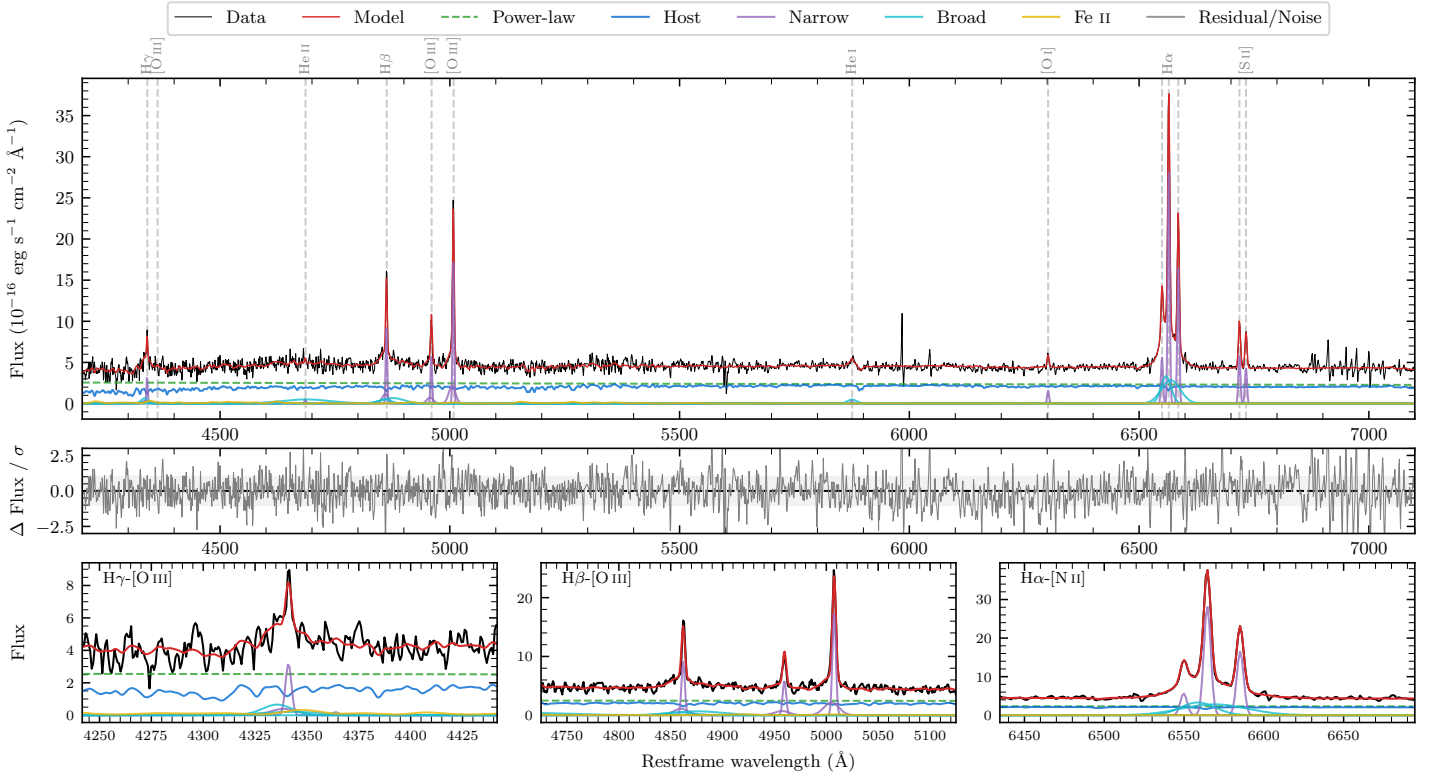 Data Model Power-law Host Narrow Broad Fe II Residual/Noise
Hγ [O III] He II Hβ [O III] [O III] He I [O I] Hα [S II]
Flux (10⁻¹⁶ erg s⁻¹ cm⁻² Å⁻¹)
35
30
25
20
15
10
5
0
4500 5000 5500 6000 6500 7000
Δ Flux / σ
2.5
0.0
−2.5
4500 5000 5500 6000 6500 7000
Flux
Hγ-[O III]
8
6
4
2
0
4250 4275 4300 4325 4350 4375 4400 4425
Hβ-[O III]
20
10
0
4750 4800 4850 4900 4950 5000 5050 5100
Hα-[N II]
30
20
10
0
6450 6500 6550 6600 6650
Restframe wavelength (Å)